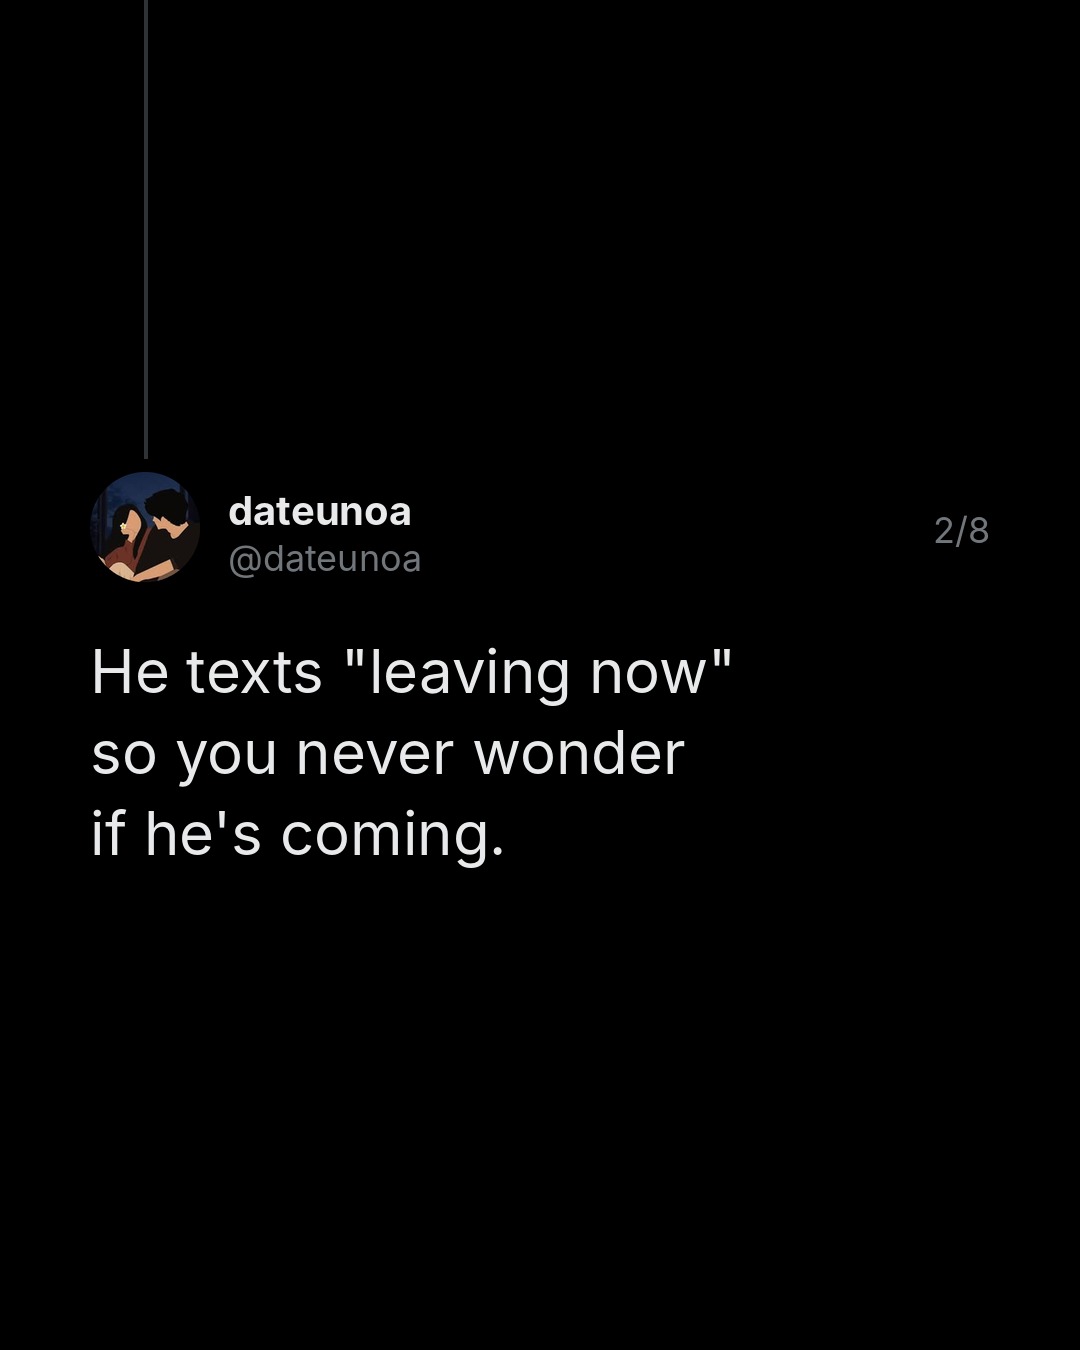 dateunoa
@dateunoa
2/8
He texts "leaving now"
so you never wonder
if he's coming.